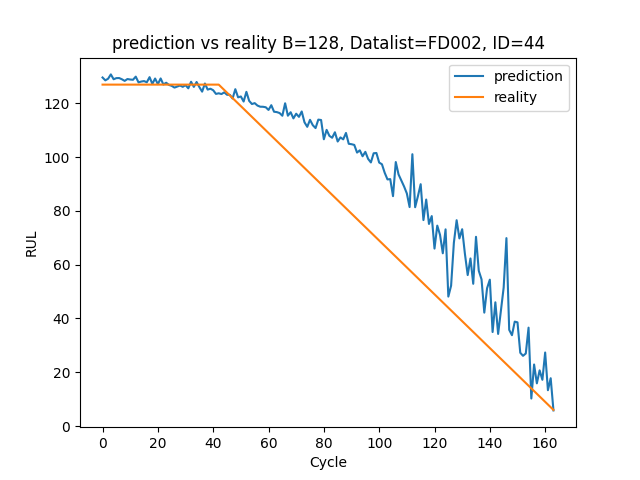 prediction vs reality B=128, Datalist=FD002, ID=44
prediction
reality
RUL
120
100
80
60
40
20
0
0 20 40 60 80 100 120 140 160
Cycle